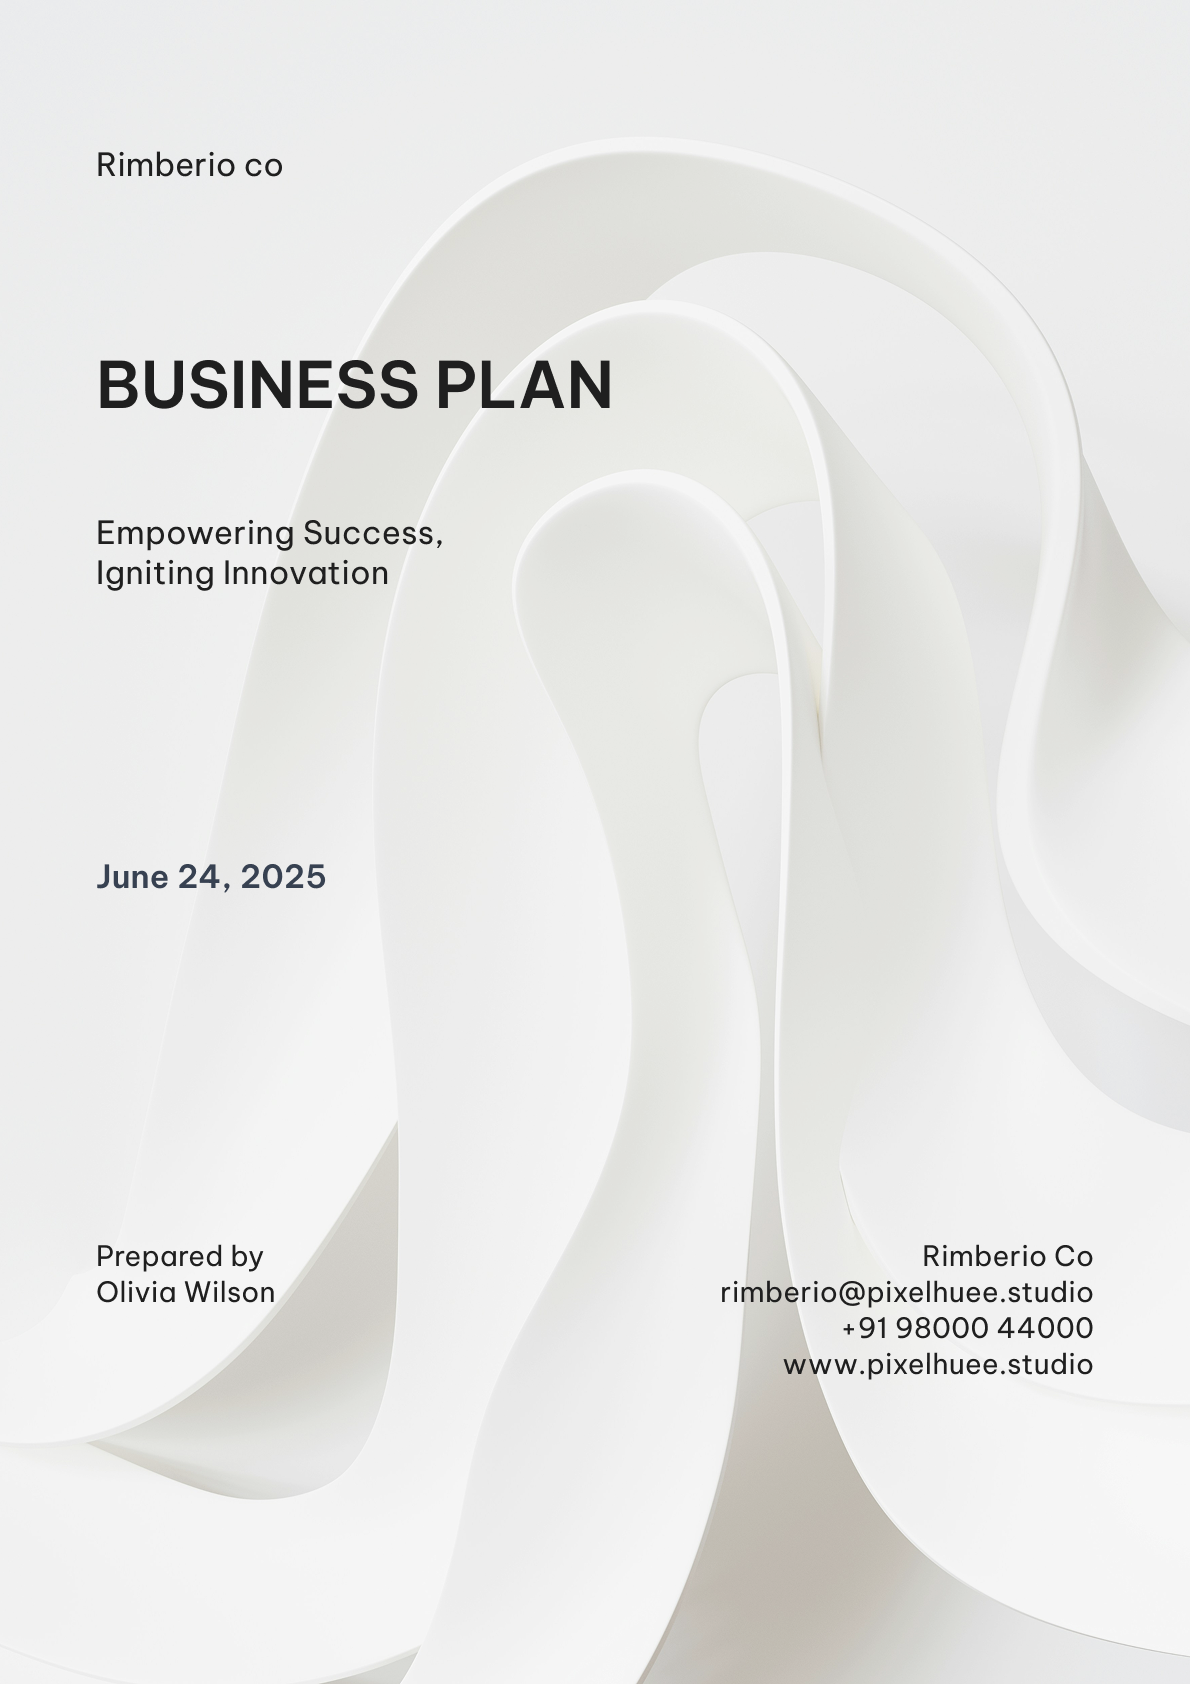 Rimberio co
BUSINESS PLAN
Empowering Success,
Igniting Innovation
June 24, 2025
Prepared by
Olivia Wilson
Rimberio Co
rimberio@pixelhuee.studio
+91 98000 44000
www.pixelhuee.studio